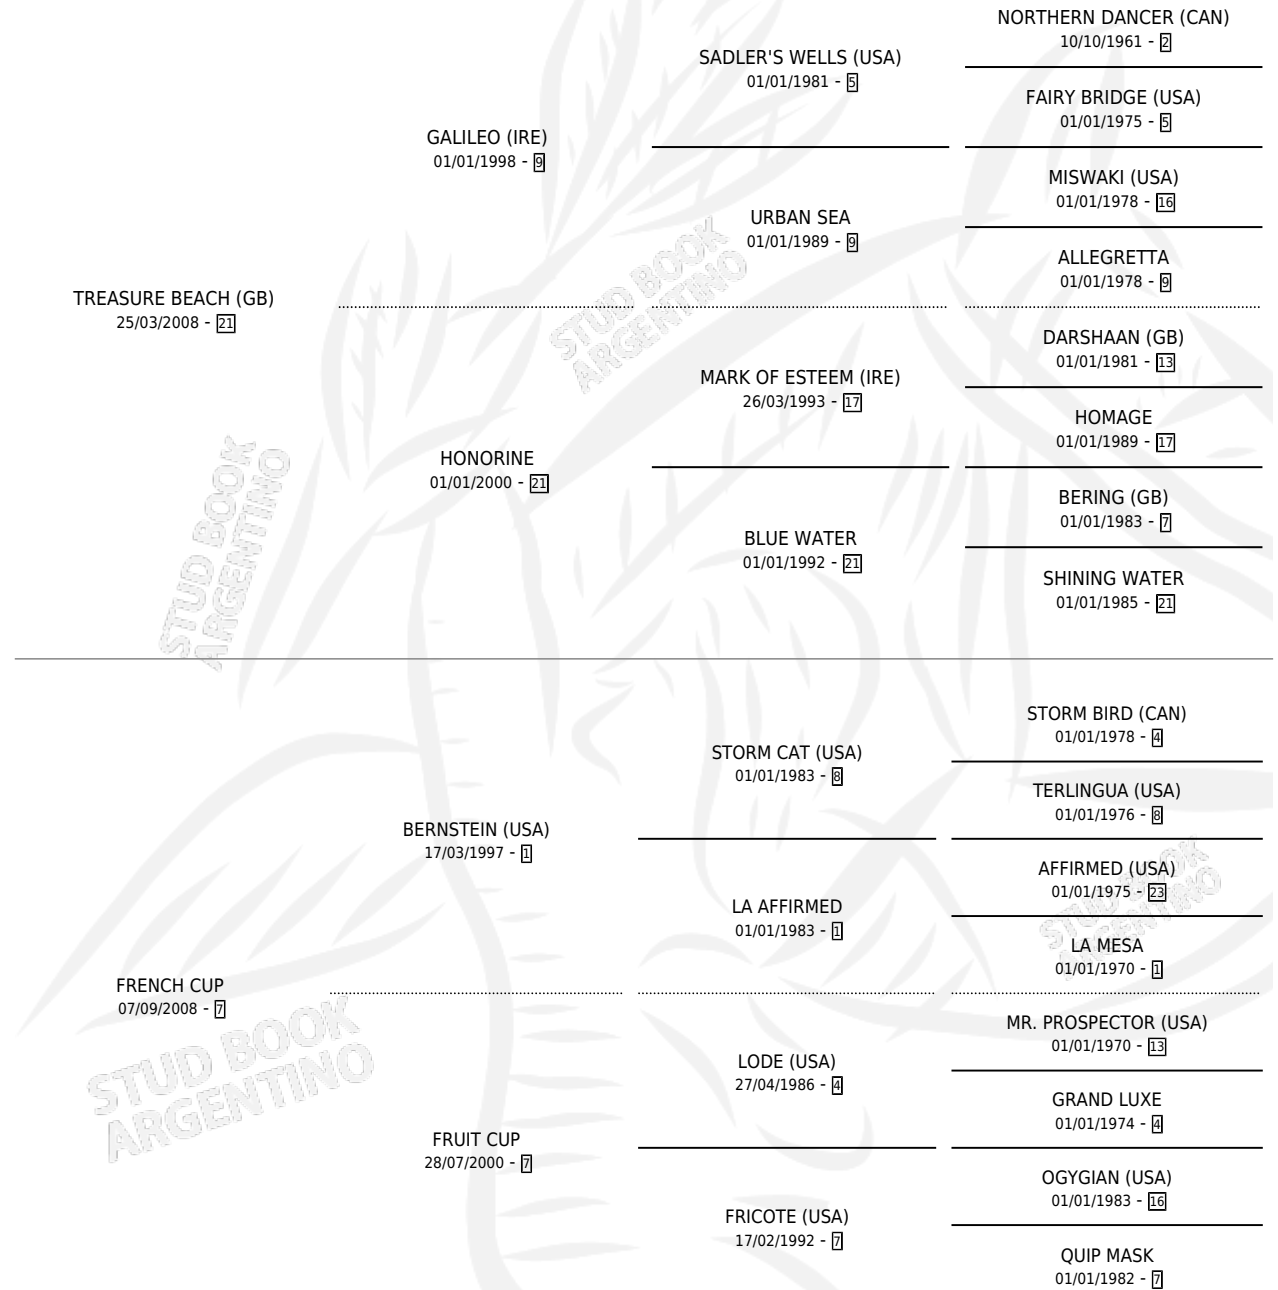 NORTHERN DANCER (CAN)
10/10/1961 - 2
SADLER'S WELLS (USA)
01/01/1981 - 5
FAIRY BRIDGE (USA)
01/01/1975 - 5
GALILEO (IRE)
01/01/1998 - 9
MISWAKI (USA)
01/01/1978 - 16
URBAN SEA
01/01/1989 - 9
ALLEGRETTA
01/01/1978 - 9
TREASURE BEACH (GB)
25/03/2008 - 21
DARSHAAN (GB)
01/01/1981 - 13
MARK OF ESTEEM (IRE)
26/03/1993 - 17
HOMAGE
01/01/1989 - 17
HONORINE
01/01/2000 - 21
BERING (GB)
01/01/1983 - 7
BLUE WATER
01/01/1992 - 21
SHINING WATER
01/01/1985 - 21
STORM BIRD (CAN)
01/01/1978 - 4
STORM CAT (USA)
01/01/1983 - 8
TERLINGUA (USA)
01/01/1976 - 8
BERNSTEIN (USA)
17/03/1997 - 1
AFFIRMED (USA)
01/01/1975 - 23
LA AFFIRMED
01/01/1983 - 1
LA MESA
01/01/1970 - 1
FRENCH CUP
07/09/2008 - 7
MR. PROSPECTOR (USA)
01/01/1970 - 13
LODE (USA)
27/04/1986 - 4
GRAND LUXE
01/01/1974 - 4
FRUIT CUP
28/07/2000 - 7
OGYGIAN (USA)
01/01/1983 - 16
FRICOTE (USA)
17/02/1992 - 7
QUIP MASK
01/01/1982 - 7
STUD BOOK
ARGENTINO
STUD BOOK
ARGENTINO
STUD BOOK
ARGENTINO
STUD BOOK
ARGENTINO